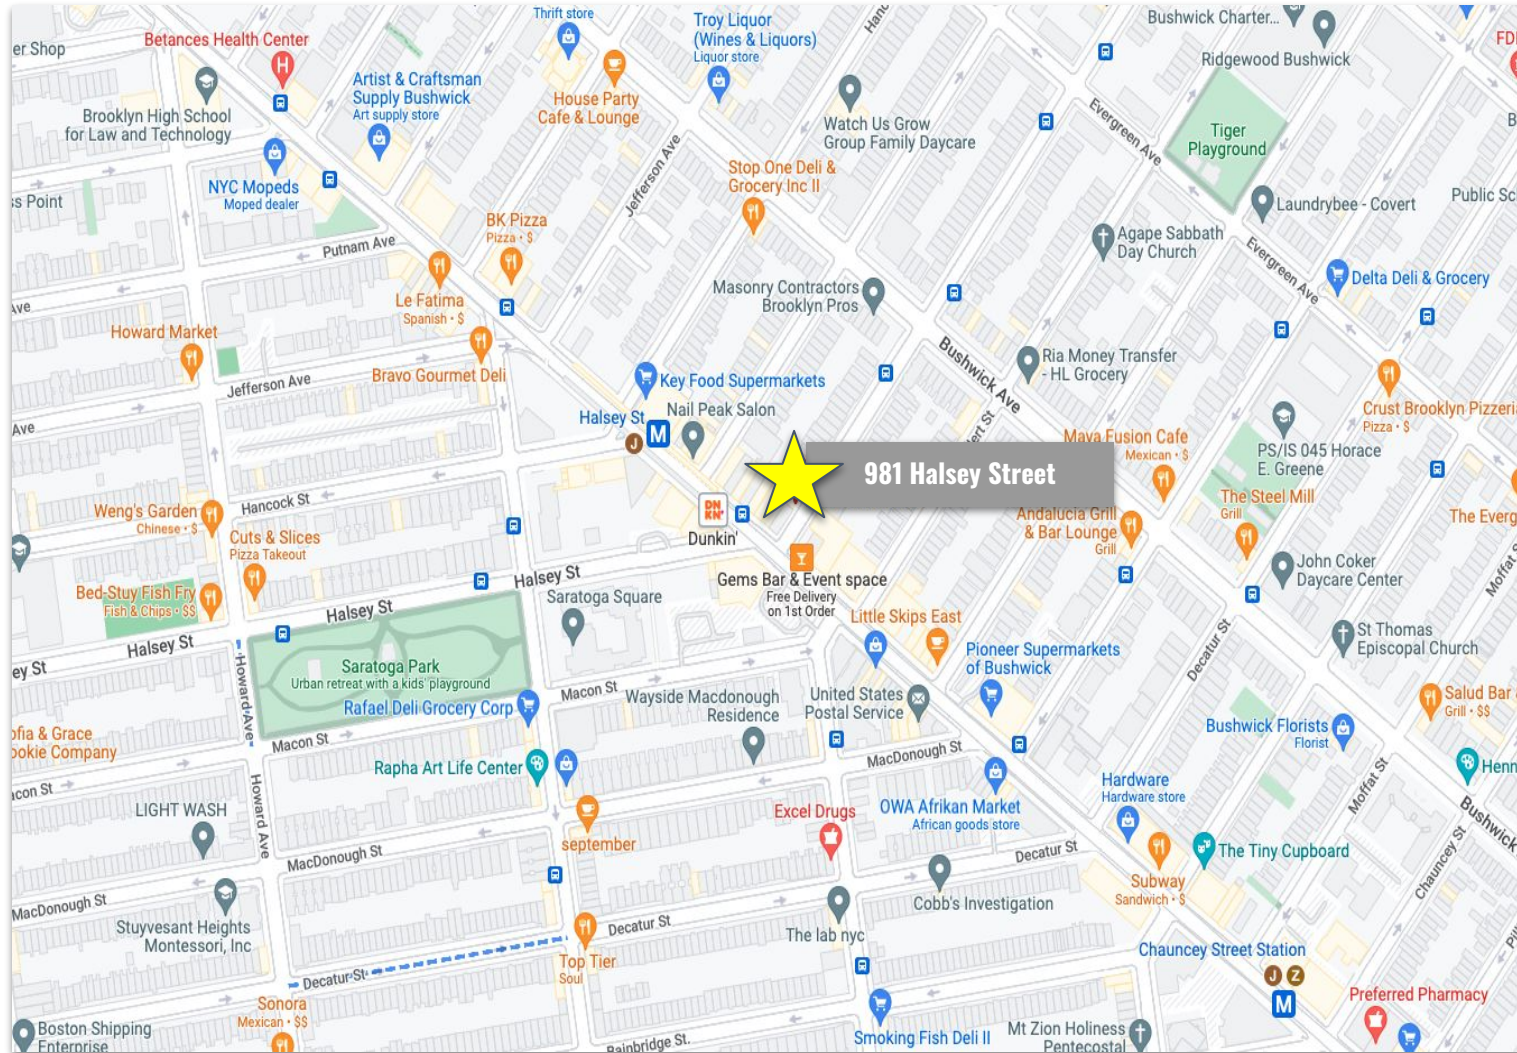 er Shop
Betances Health Center
Brooklyn High School
for Law and Technology
Artist & Craftsman
Supply Bushwick
Art supply store
Thrift store
House Party
Cafe & Lounge
Troy Liquor
(Wines & Liquors)
Liquor store
Watch Us Grow
Group Family Daycare
Bushwick Charter...
Ridgewood Bushwick
Evergreen Ave
Tiger
Playground
NYC Mopeds
Moped dealer
ss Point
Putnam Ave
BK Pizza
Pizza • $
Jefferson Ave
Stop One Deli &
Grocery Inc II
Laundrybee - Covert
Agape Sabbath
Day Church
Evergreen Ave
Delta Deli & Grocery
Le Fatima
Spanish • $
Masonry Contractors
Brooklyn Pros
Howard Market
Bravo Gourmet Deli
Jefferson Ave
Key Food Supermarkets
Bushwick Ave
Ria Money Transfer
- HL Grocery
Halsey St
M
J
Nail Peak Salon
Crust Brooklyn Pizzeria
Pizza • $
PS/IS 045 Horace
E. Greene
Maya Fusion Cafe
Mexican • $
981 Halsey Street
Hancock St
Weng's Garden
Chinese • $
Cuts & Slices
Pizza Takeout
DN
KN'
Dunkin'
Andalucia Grill
& Bar Lounge
Grill
The Steel Mill
Grill
The Everg
Moffat S
John Coker
Daycare Center
Bed-Stuy Fish Fry
Fish & Chips • $$
Halsey St
Halsey St
Halsey St
ey St
Saratoga Square
Gems Bar & Event space
Free Delivery
on 1st Order
Little Skips East
Pioneer Supermarkets
of Bushwick
Decatur St
St Thomas
Episcopal Church
Saratoga Park
Urban retreat with a kids' playground
Howard Ave
Rafael Deli Grocery Corp
Macon St
Macon St
Wayside Macdonough
Residence
United States
Postal Service
Salud Bar
Grill • $$
Bushwick Florists
Florist
ofia & Grace
ookie Company
Rapha Art Life Center
MacDonough St
Moffat St
Henn
acon St
Howard Ave
LIGHT WASH
september
Excel Drugs
OWA Afrikan Market
African goods store
Hardware
Hardware store
Bushwick
MacDonough St
Decatur St
The Tiny Cupboard
Subway
Sandwich • $
Chauncey St
MacDonough St
Stuyvesant Heights
Montessori, Inc
Cobb's Investigation
Decatur St
The lab nyc
Top Tier
Soul
Chauncey Street Station
J
Z
M
Decatur St
Sonora
Mexican • $$
Preferred Pharmacy
Boston Shipping
Enterprise
Bainbridge St.
Smoking Fish Deli II
Mt Zion Holiness
Pentecostal